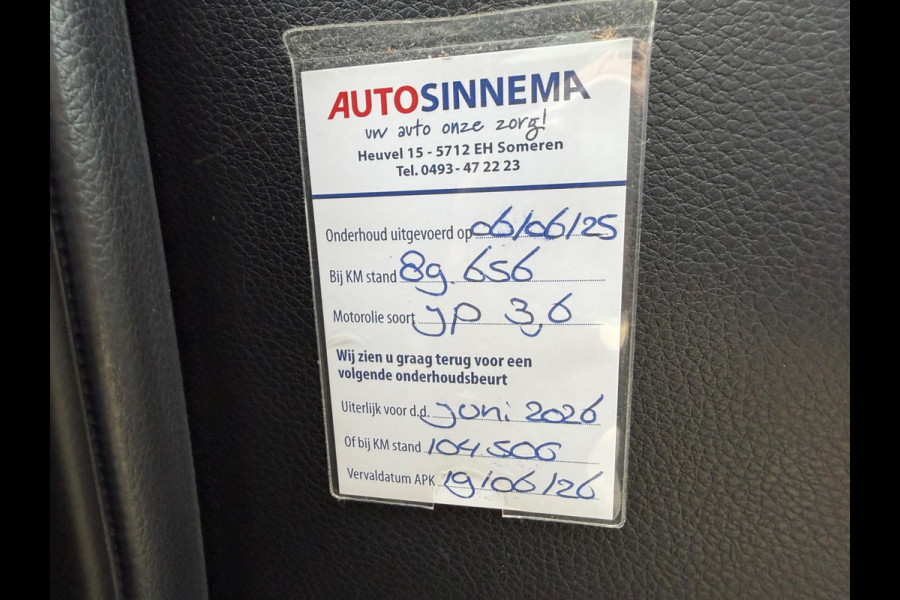 AUTOSINNEMA
uw auto onze zorg!
Heuvel 15 - 5712 EH Someren
Tel. 0493 - 47 22 23
Onderhoud uitgevoerd op 06/06/25
Bij KM stand 89.656
Motorolie soort JP 3,6
Wij zien u graag terug voor een
volgende onderhoudsbeurt
Uiterlijk voor d.d. juni 2026
Of bij KM stand 104.506
Vervaldatum APK 19/06/26